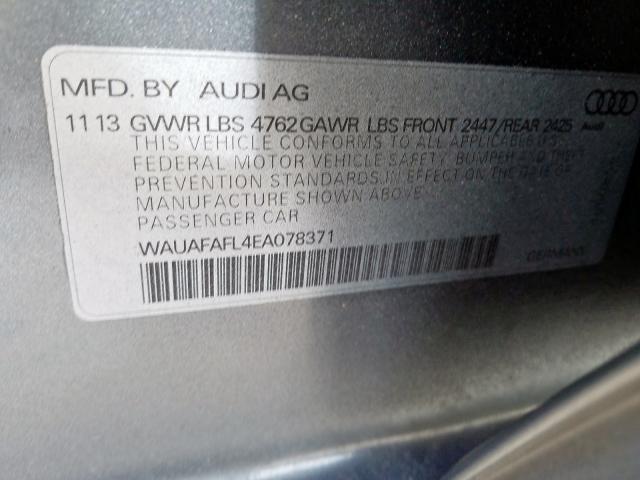 MFD. BY AUDI AG
11 13 GVWR LBS 4762 GAWR LBS FRONT 2447/REAR 2425
Audi
THIS VEHICLE CONFORMS TO ALL APPLICABLE U.S.
FEDERAL MOTOR VEHICLE SAFETY, BUMPER AND THEFT
PREVENTION STANDARDS IN EFFECT ON THE DATE OF
MANUFACTURE SHOWN ABOVE
PASSENGER CAR
WAUAFAFL4EA078371
GERMANY